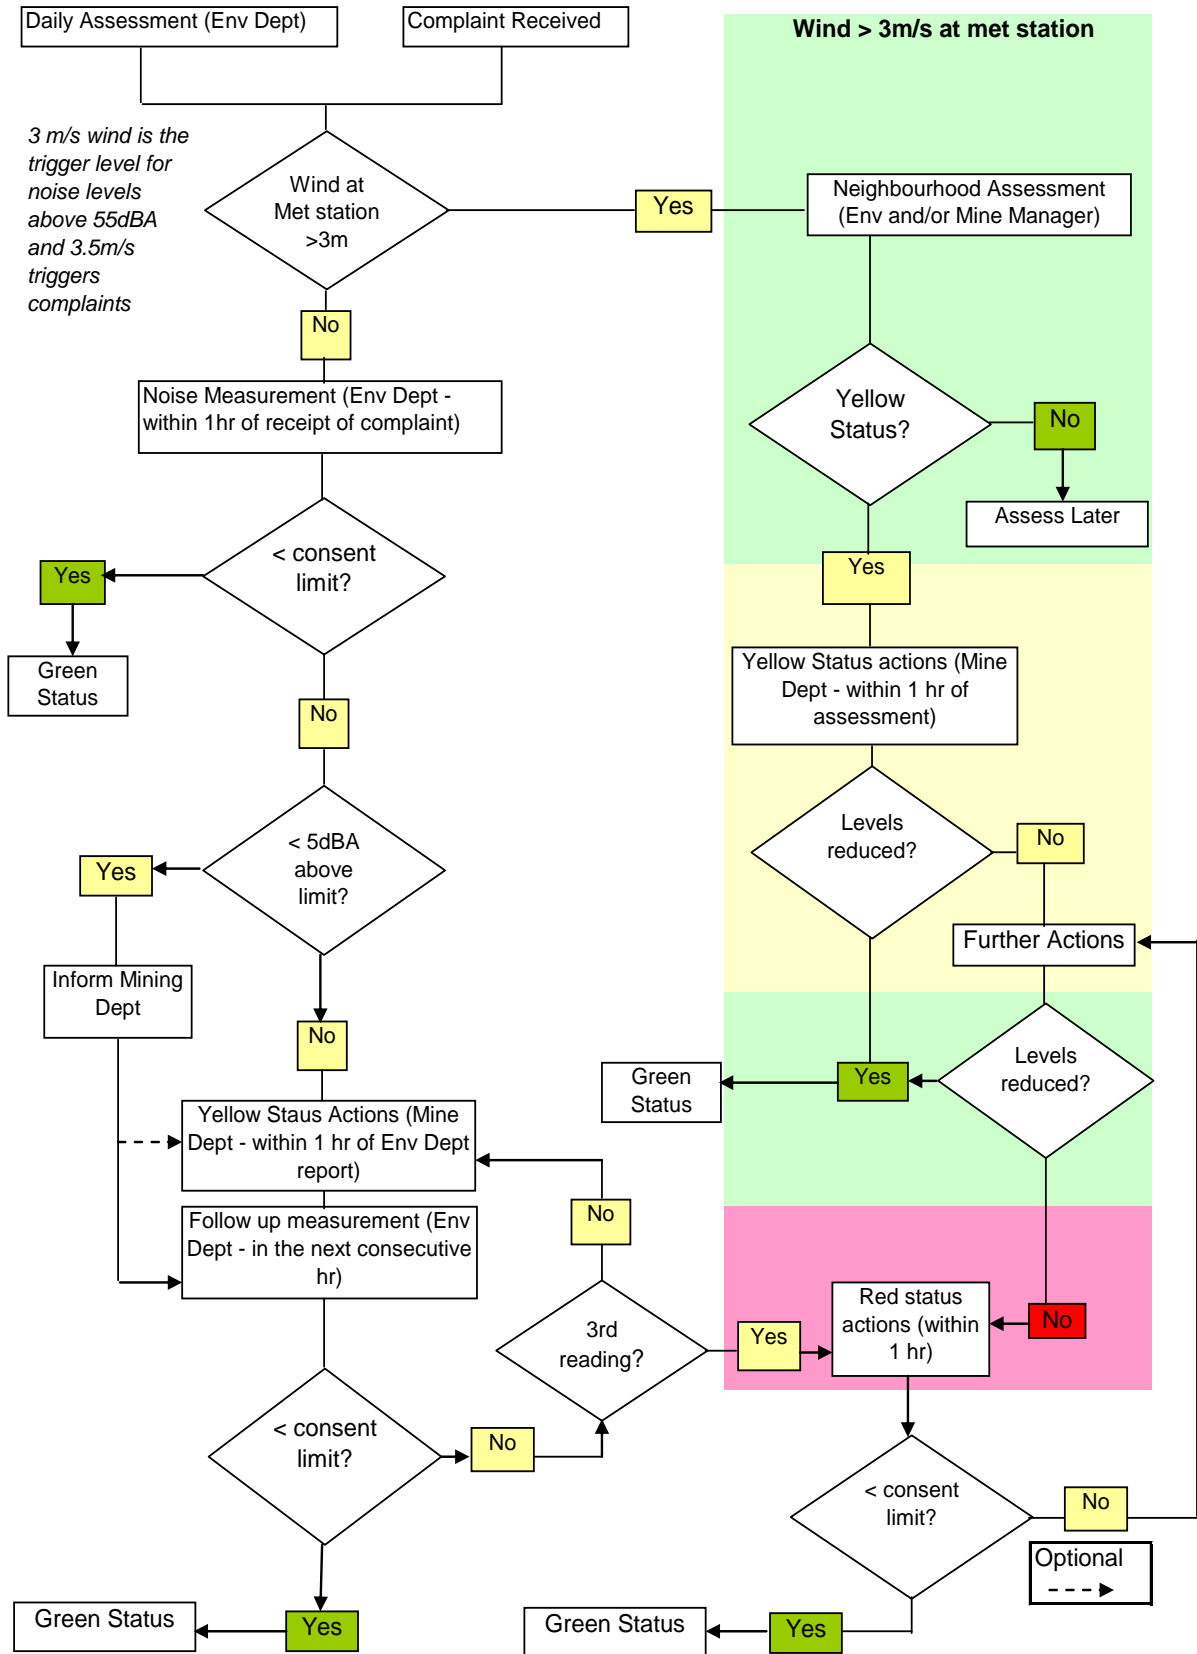 Daily Assessment (Env Dept)
Complaint Received
Wind > 3m/s at met station
3 m/s wind is the
trigger level for
noise levels
above 55dBA
and 3.5m/s
triggers
complaints
Wind at
Met station
>3m
Yes
Neighbourhood Assessment
(Env and/or Mine Manager)
No
Noise Measurement (Env Dept -
within 1hr of receipt of complaint)
Yellow
Status?
No
Assess Later
< consent
limit?
Yes
Green
Status
Yes
Yellow Status actions (Mine
Dept - within 1 hr of
assessment)
No
< 5dBA
above
limit?
Yes
Levels
reduced?
No
Further Actions
Inform Mining
Dept
No
Levels
reduced?
Yes
Green
Status
Yellow Staus Actions (Mine
Dept - within 1 hr of Env Dept
report)
Follow up measurement (Env
Dept - in the next consecutive
hr)
No
3rd
reading?
Yes
Red status
actions (within
1 hr)
No
< consent
limit?
No
< consent
limit?
No
Optional
Green Status
Yes
Green Status
Yes